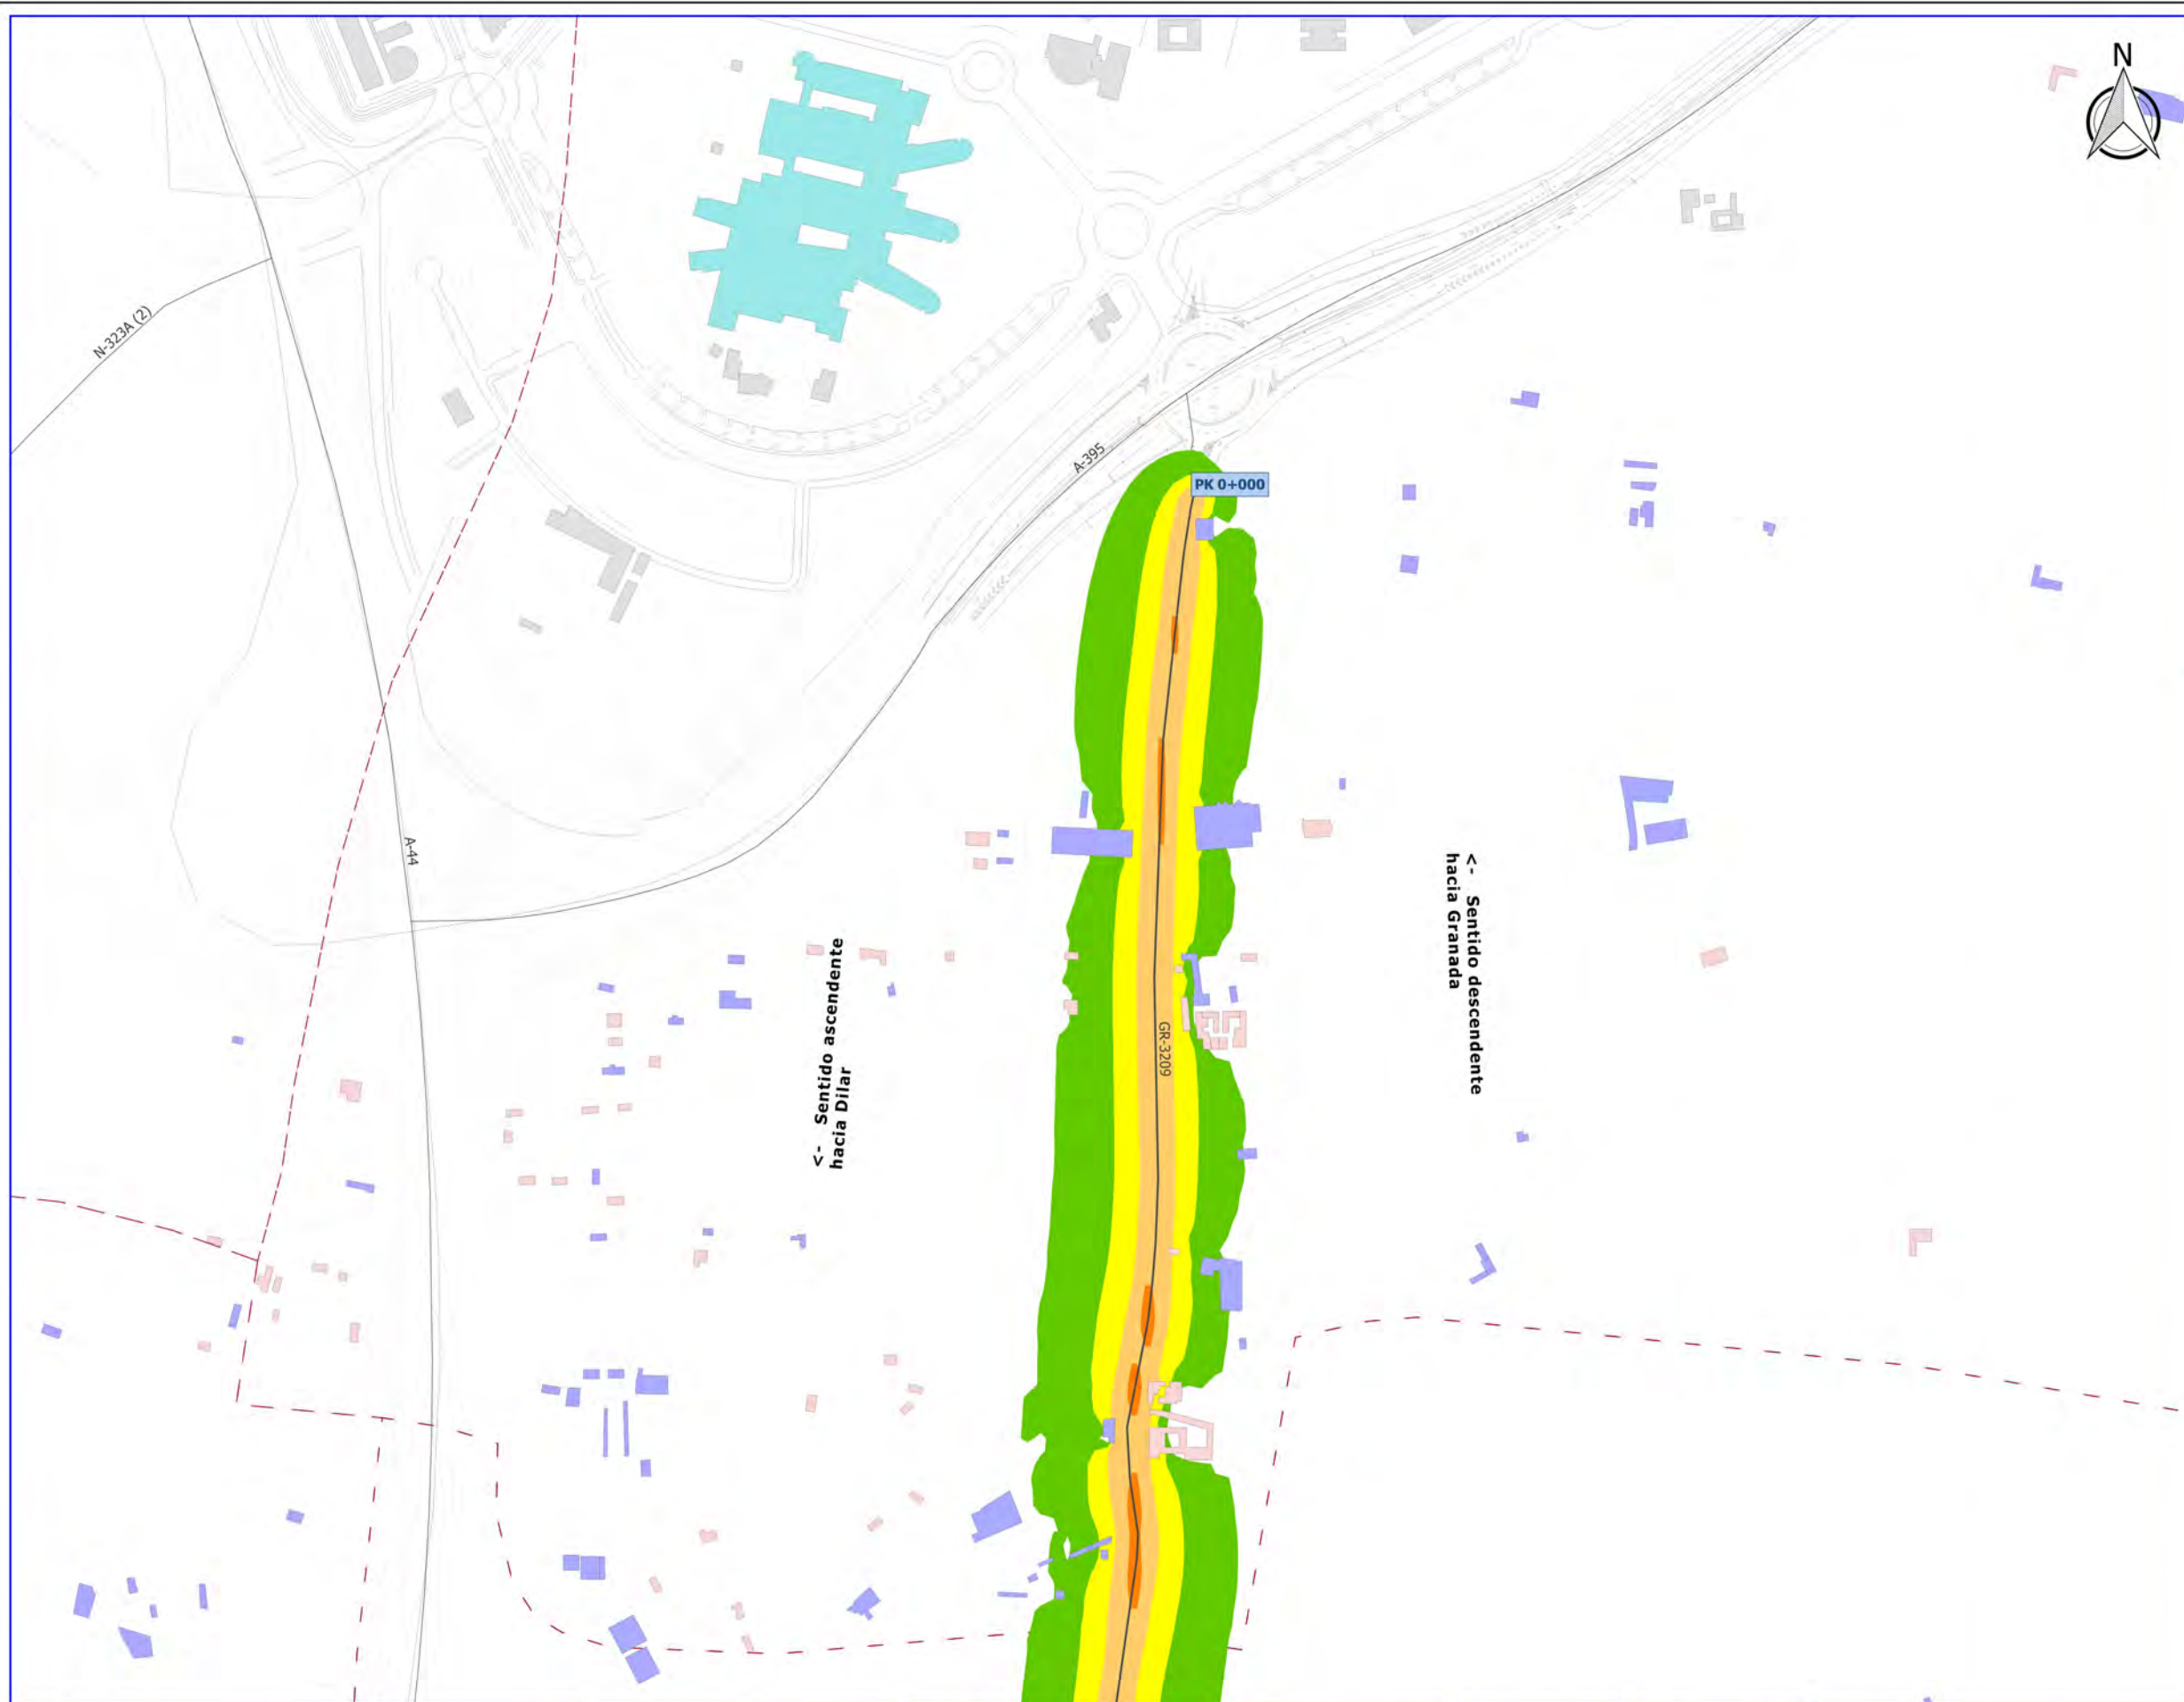 N
N-323A (2)
A-395
PK 0+000
A-44
<- Sentido descendente
hacia Granada
<- Sentido ascendente
hacia Dilar
GR-3209